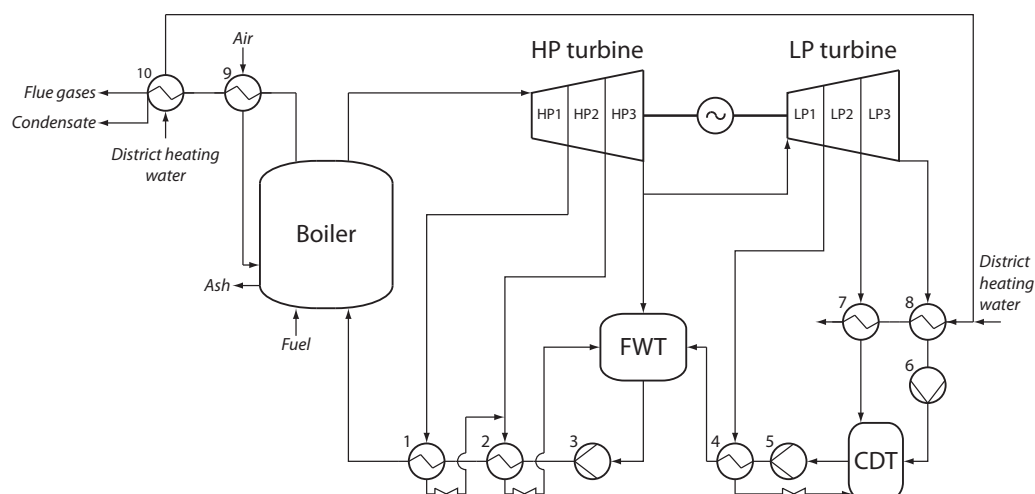 HP turbine
LP turbine
Air
10
9
Flue gases
Condensate
HP1
HP2
HP3
LP1
LP2
LP3
District heating
water
Boiler
Ash
Fuel
District
heating
water
7
8
FWT
6
1
2
3
4
5
CDT